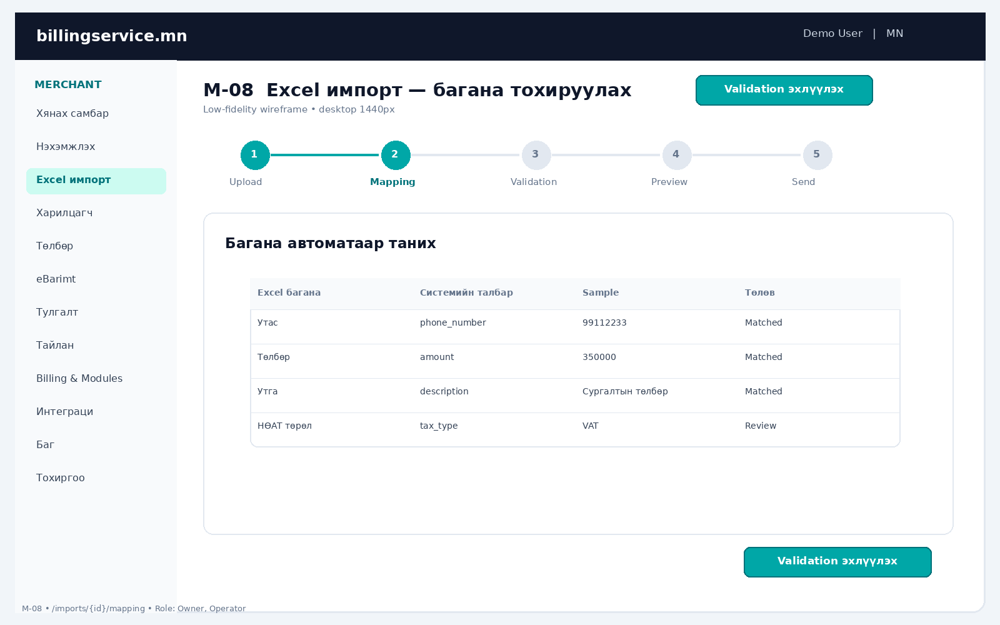 billingservice.mn
Demo User | MN
MERCHANT
Хянах самбар
Нэхэмжлэх
Excel импорт
Харилцагч
Төлбөр
eBarimt
Тулгалт
Тайлан
Billing & Modules
Интеграци
Баг
Тохиргоо
M-08 Excel импорт — багана тохируулах
Validation эхлүүлэх
Low-fidelity wireframe • desktop 1440px
1 2 3 4 5
Upload Mapping Validation Preview Send
Багана автоматаар таних
Excel багана Системийн талбар Sample Төлөв
Утас phone_number 99112233 Matched
Төлбөр amount 350000 Matched
Утга description Сургалтын төлбөр Matched
НӨАТ төрөл tax_type VAT Review
Validation эхлүүлэх
M-08 • /imports/{id}/mapping • Role: Owner, Operator